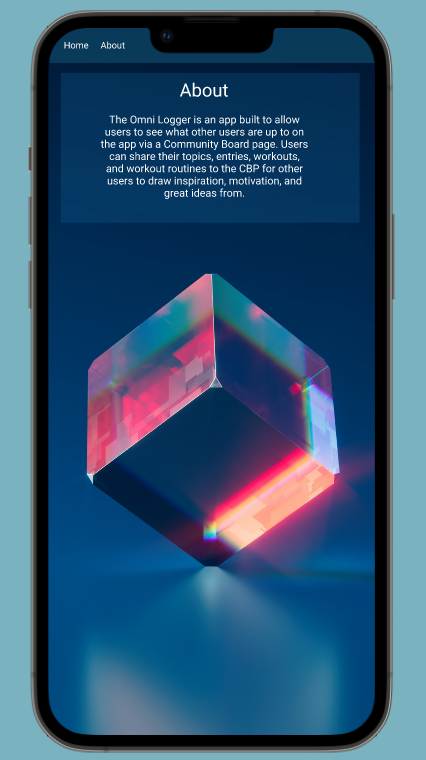 Home About
About
The Omni Logger is an app built to allow
users to see what other users are up to on
the app via a Community Board page. Users
can share their topics, entries, workouts,
and workout routines to the CBP for other
users to draw inspiration, motivation, and
great ideas from.